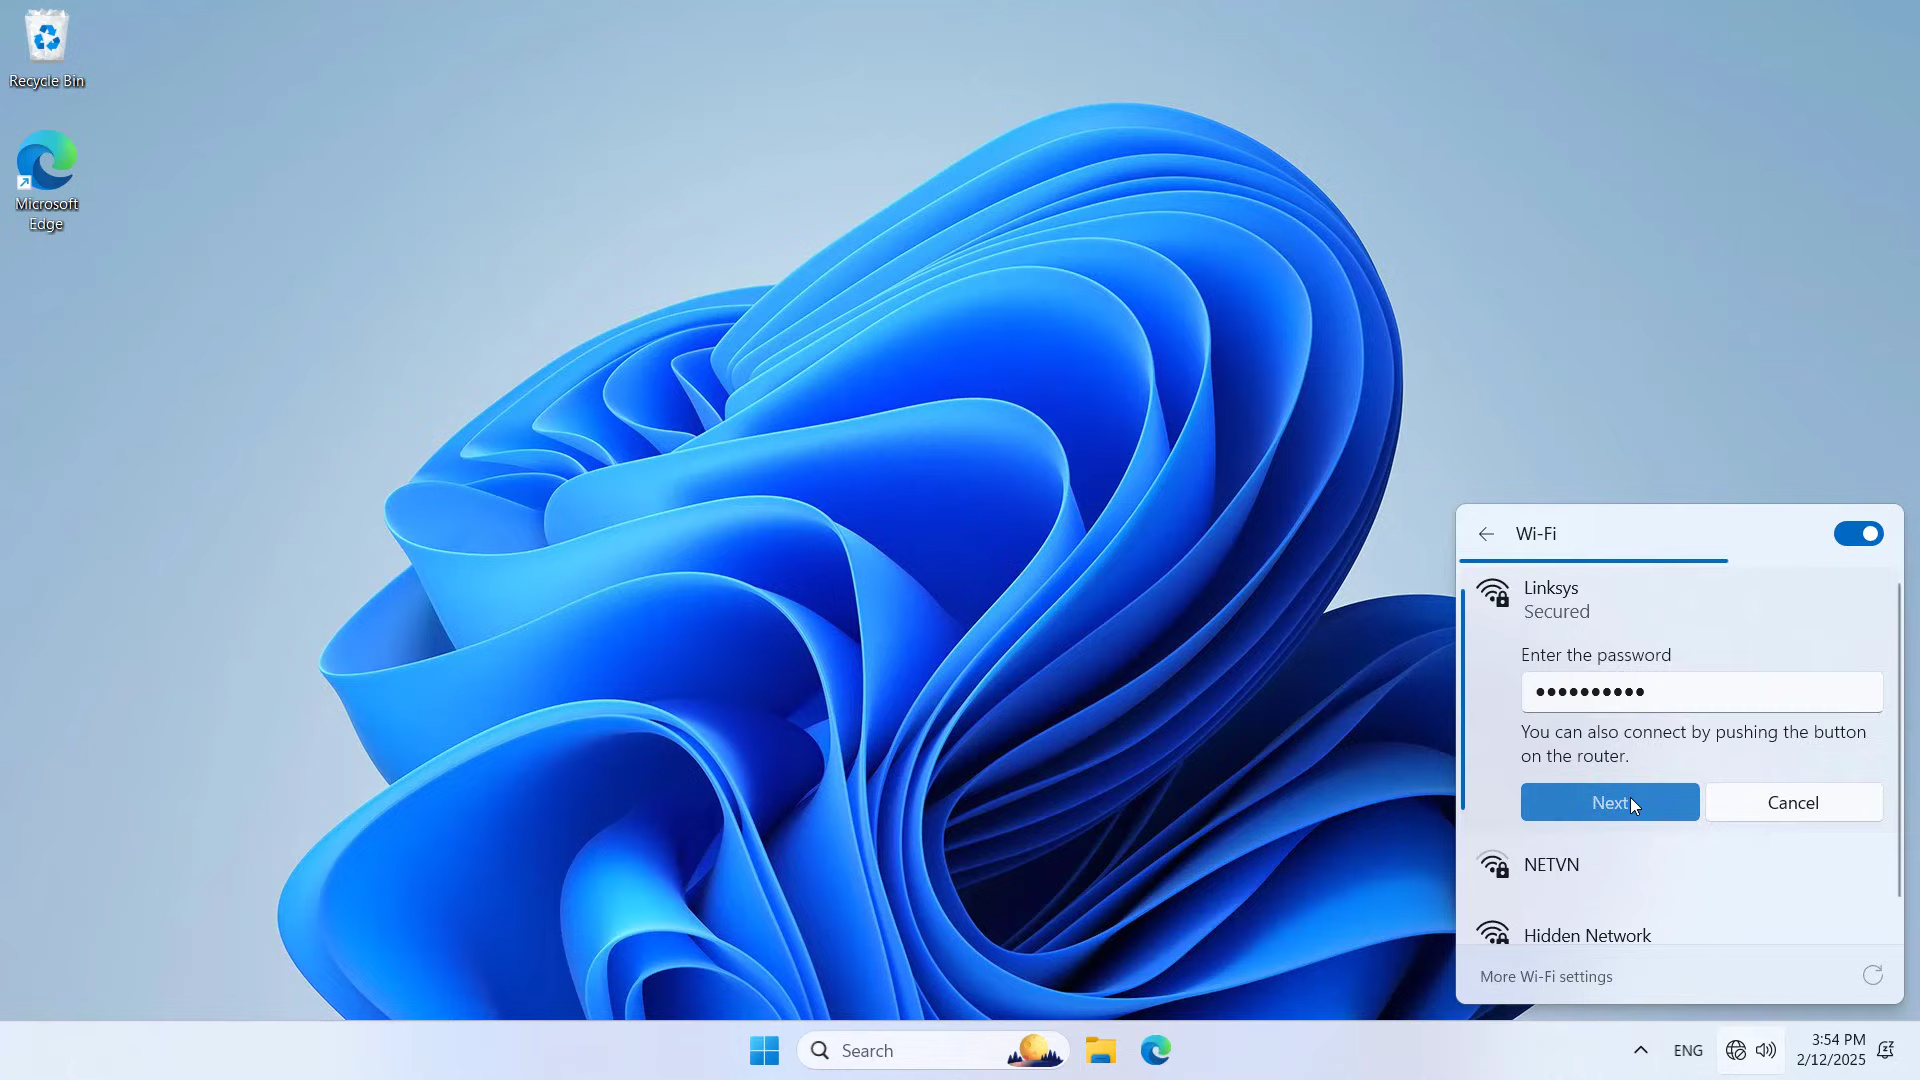 Recycle Bin
Microsoft
Edge
Wi-Fi
Linksys
Secured
Enter the password
●●●●●●●●●●
You can also connect by pushing the button
on the router.
Next
Cancel
NETVN
Hidden Network
More Wi-Fi settings
Search
ENG
3:54 PM
2/12/2025